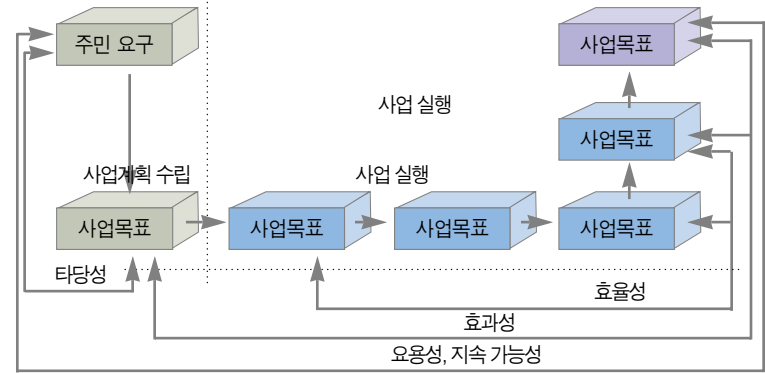 주민 요구
사업목표
사업 실행
사업목표
사업계획 수립
사업 실행
사업목표
사업목표
사업목표
사업목표
타당성
효율성
효과성
요용성, 지속 가능성